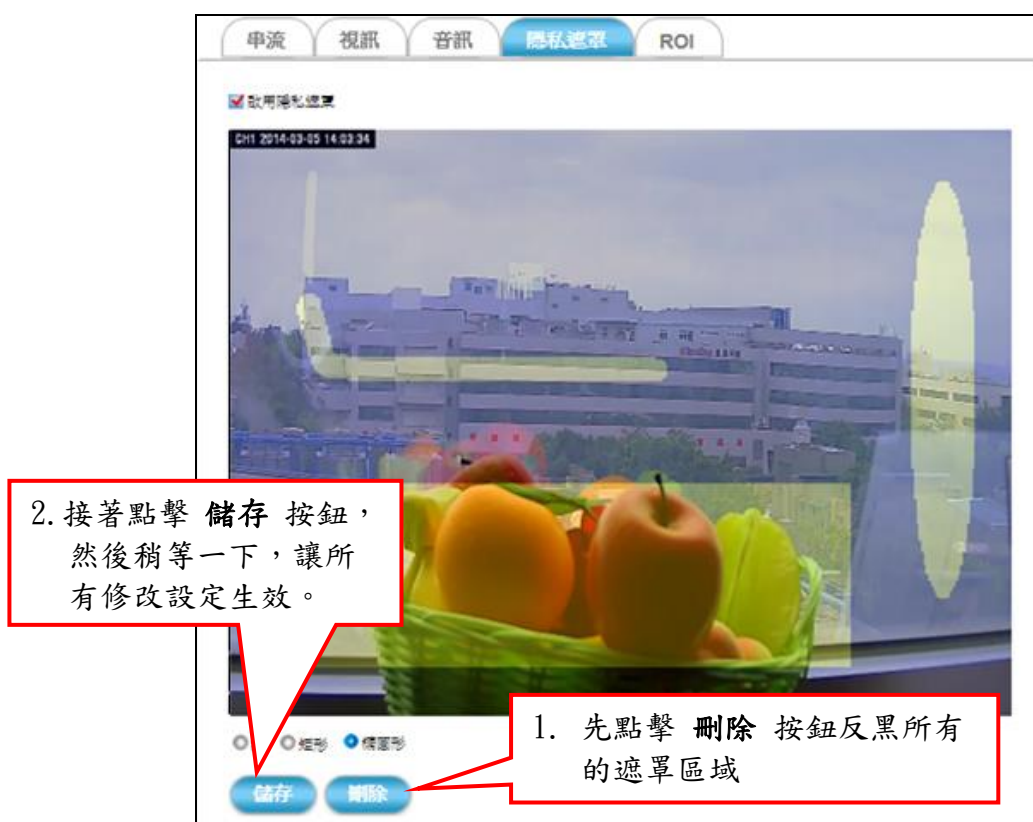 串流 視訊 音訊 隱私遮罩 ROI
啟用隱私遮罩
CH1 2014-03-05 14:03:34
2.接著點擊 儲存 按鈕，
然後稍等一下，讓所
有修改設定生效。
矩形 橢圓形
1. 先點擊 刪除 按鈕反黑所有
的遮罩區域
儲存 刪除